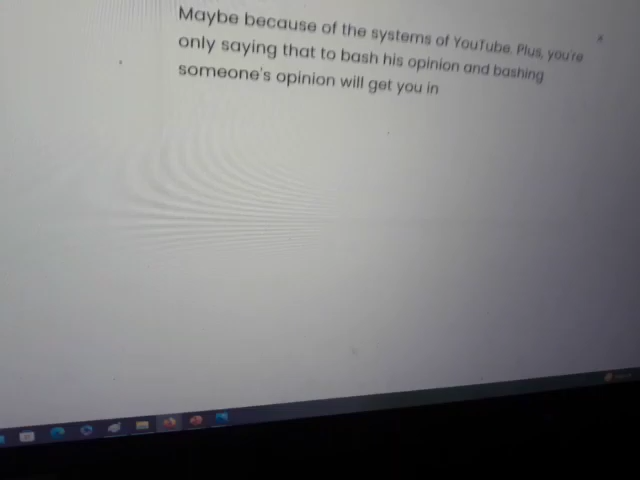 Maybe because of the systems of YouTube. Plus, you're
only saying that to bash his opinion and bashing
someone's opinion will get you in